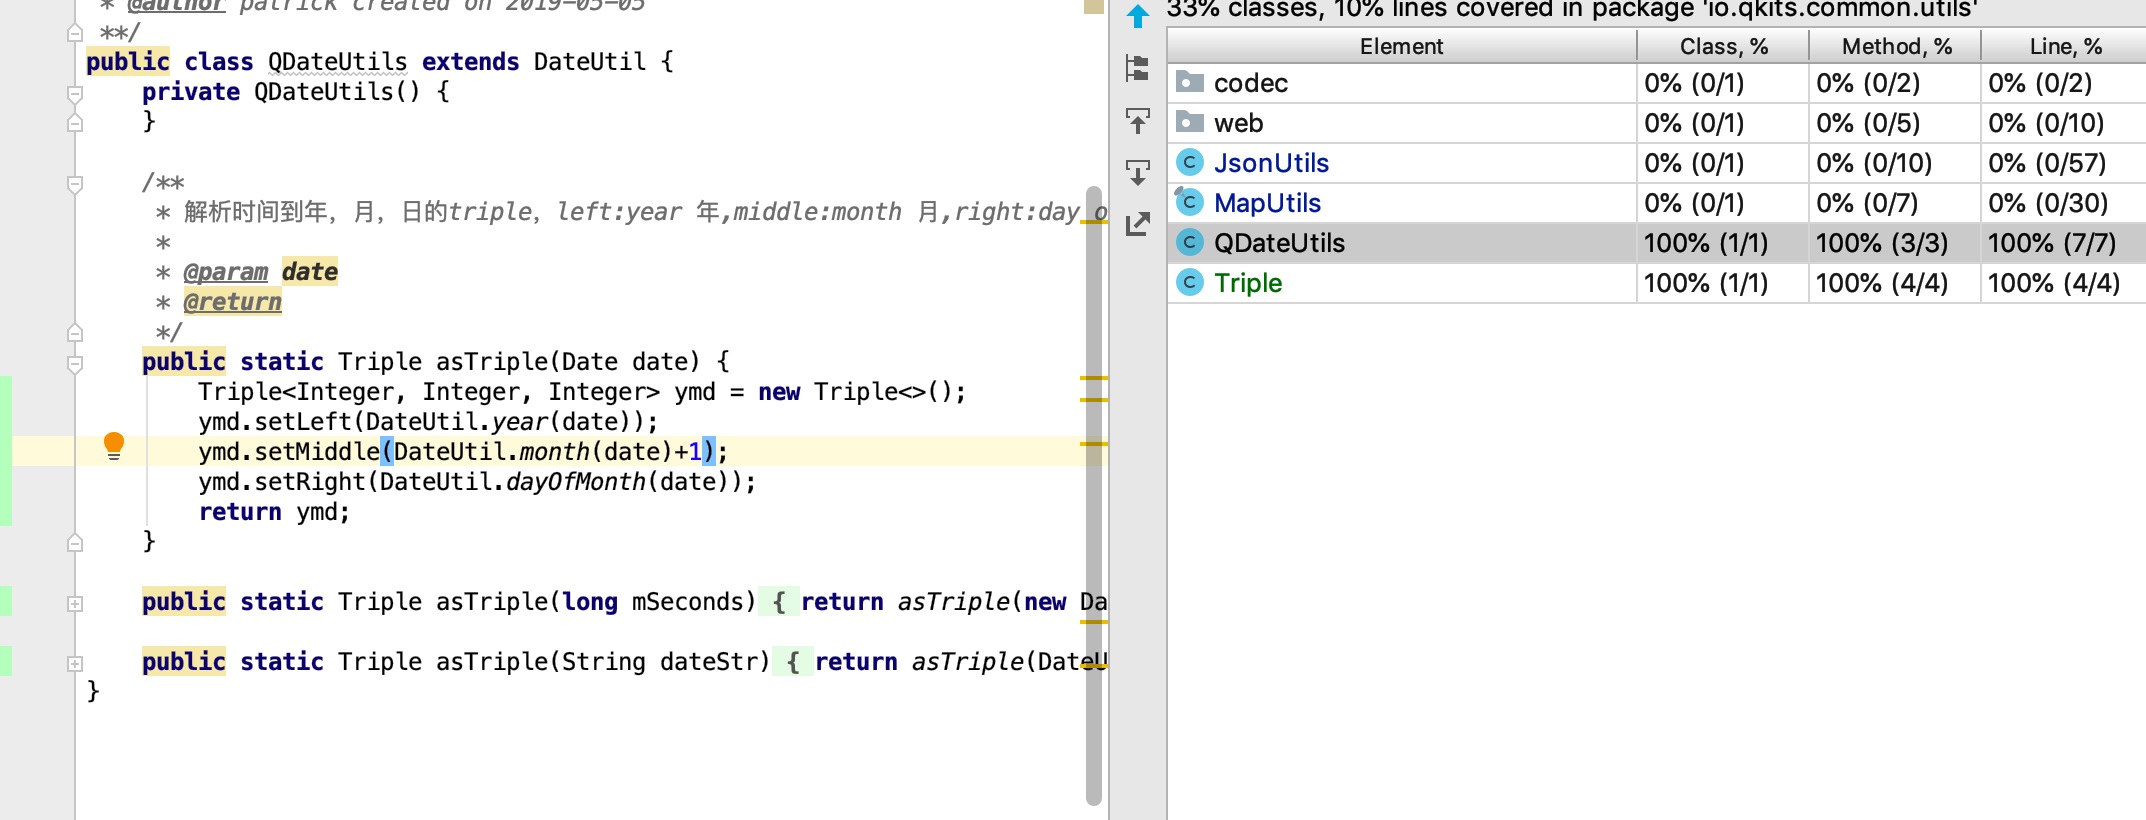 * @author patrick created on 2019-05-05
**/
public class QDateUtils extends DateUtil {
private QDateUtils() {
}
/**
* 解析时间到年，月，日的triple，left:year 年,middle:month 月,right:day o
*
* @param date
* @return
*/
public static Triple asTriple(Date date) {
Triple<Integer, Integer, Integer> ymd = new Triple<>();
ymd.setLeft(DateUtil.year(date));
ymd.setMiddle(DateUtil.month(date)+1);
ymd.setRight(DateUtil.dayOfMonth(date));
return ymd;
}
public static Triple asTriple(long mSeconds) { return asTriple(new Da
public static Triple asTriple(String dateStr) { return asTriple(DateU
}
33% classes, 10% lines covered in package 'io.qkits.common.utils'
Element Class, % Method, % Line, %
codec 0% (0/1) 0% (0/2) 0% (0/2)
web 0% (0/1) 0% (0/5) 0% (0/10)
JsonUtils 0% (0/1) 0% (0/10) 0% (0/57)
MapUtils 0% (0/1) 0% (0/7) 0% (0/30)
QDateUtils 100% (1/1) 100% (3/3) 100% (7/7)
Triple 100% (1/1) 100% (4/4) 100% (4/4)